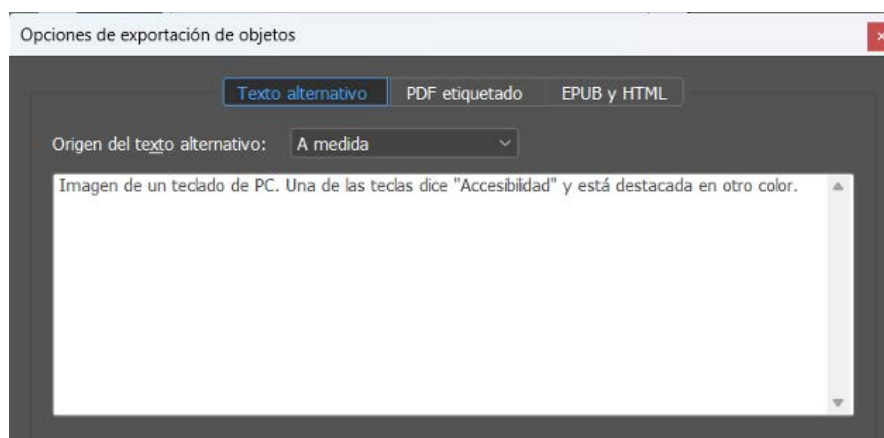 Opciones de exportación de objetos
Texto alternativo PDF etiquetado EPUB y HTML
Origen del texto alternativo: A medida
Imagen de un teclado de PC. Una de las teclas dice "Accesibilidad" y está destacada en otro color.